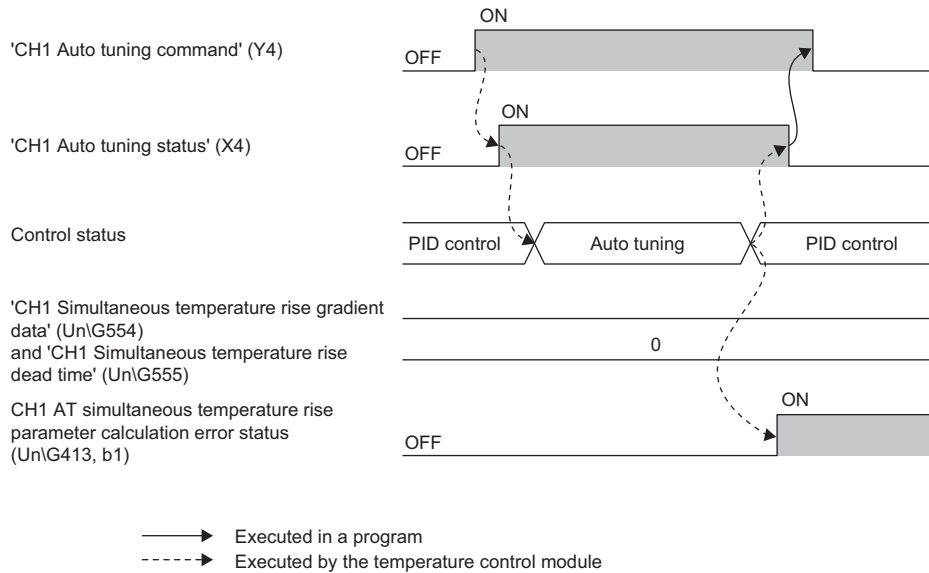 ON
'CH1 Auto tuning command' (Y4)
OFF
ON
'CH1 Auto tuning status' (X4)
OFF
Control status
PID control
Auto tuning
PID control
'CH1 Simultaneous temperature rise gradient
data' (Un\G554)
and 'CH1 Simultaneous temperature rise
dead time' (Un\G555)
0
CH1 AT simultaneous temperature rise
parameter calculation error status
(Un\G413, b1)
OFF
ON
Executed in a program
Executed by the temperature control module